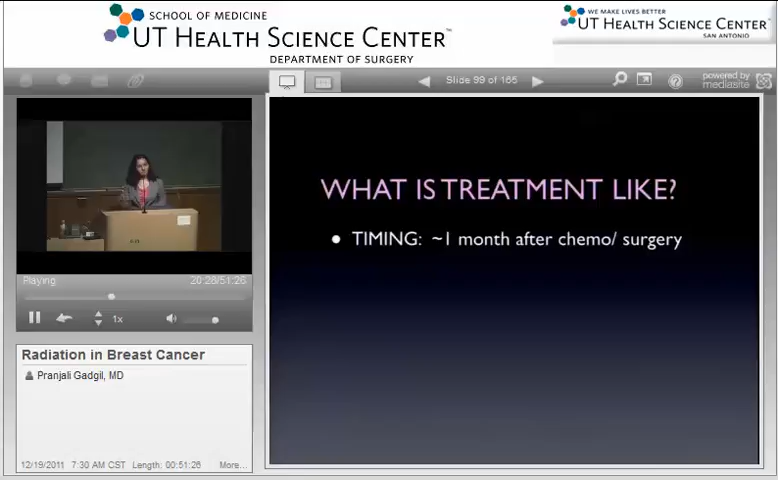 SCHOOL OF MEDICINE
UT HEALTH SCIENCE CENTER™
DEPARTMENT OF SURGERY
WE MAKE LIVES BETTER
UT HEALTH SCIENCE CENTER
SAN ANTONIO
Slide 99 of 165
powered by
mediasite
WHAT IS TREATMENT LIKE?
• TIMING: ~1 month after chemo/ surgery
Playing
20:28/51:26
1x
Radiation in Breast Cancer
Pranjali Gadgil, MD
12/19/2011 7:30 AM CST Length: 00:51:26 More...